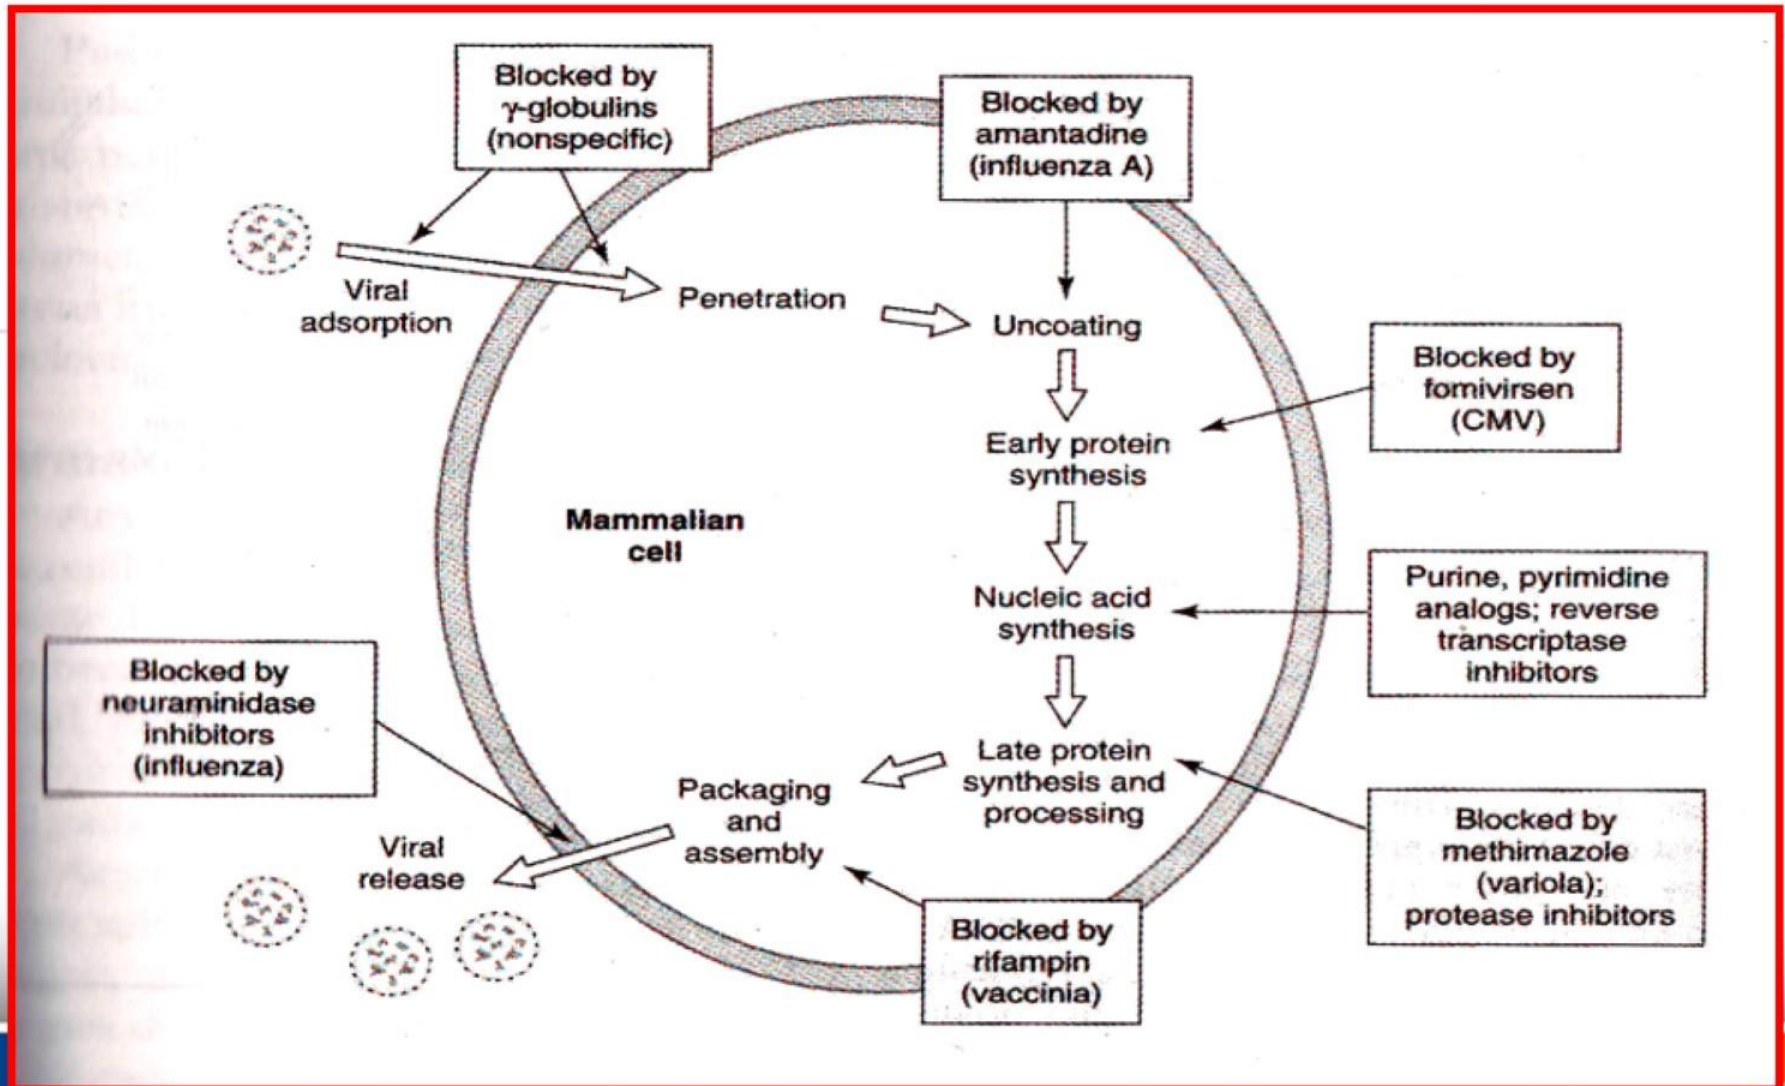 Blocked by
γ-globulins
(nonspecific)
Blocked by
amantadine
(influenza A)
Viral
adsorption
Penetration
Uncoating
Blocked by
fomivirsen
(CMV)
Early protein
synthesis
Mammalian
cell
Nucleic acid
synthesis
Purine, pyrimidine
analogs; reverse
transcriptase
inhibitors
Blocked by
neuraminidase
inhibitors
(influenza)
Late protein
synthesis and
processing
Packaging
and
assembly
Viral
release
Blocked by
methimazole
(variola);
protease inhibitors
Blocked by
rifampin
(vaccinia)